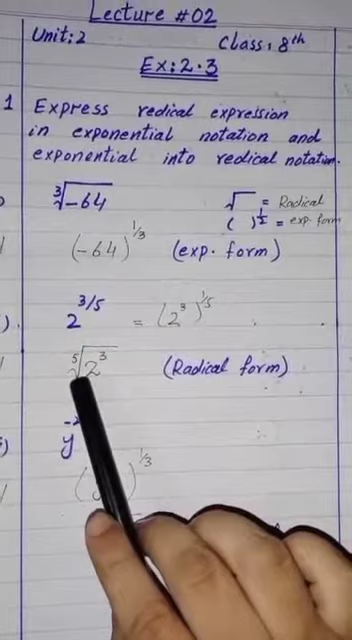 Lecture #02
Unit:2 Class: 8th
Ex:2.3
1 Express redical expression
in exponential notation and
exponential into redical notation.
∛-64 √ = Radical
( )^1/2 = exp. form
(-64)^1/3 (exp. form)
2^3/5 = (2^3)^1/5
⁵√2^3 (Radical form)
y
( )^1/3